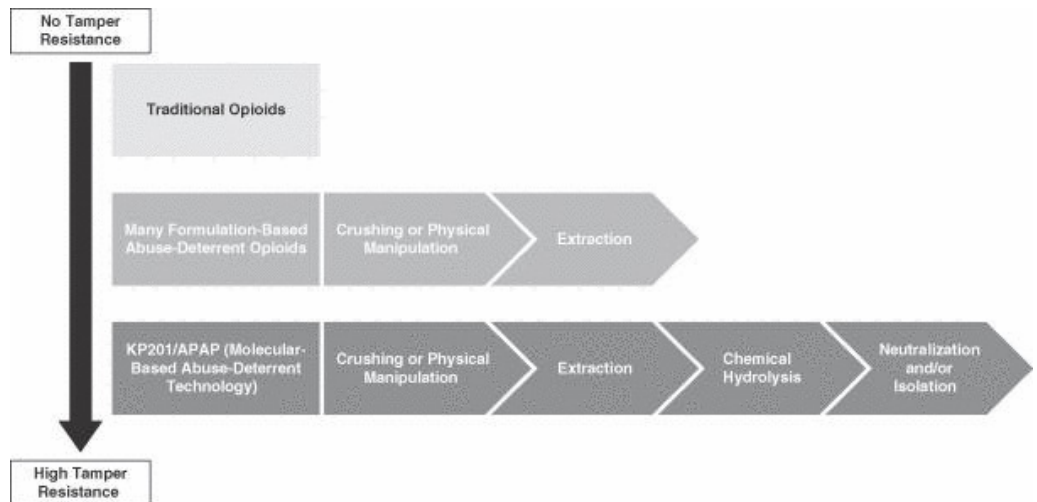 No Tamper
Resistance
Traditional Opioids
Many Formulation-Based
Abuse-Deterrent Opioids
Crushing or Physical
Manipulation
Extraction
KP201/APAP (Molecular-
Based Abuse-Deterrent
Technology)
Crushing or Physical
Manipulation
Extraction
Chemical
Hydrolysis
Neutralization
and/or
Isolation
High Tamper
Resistance